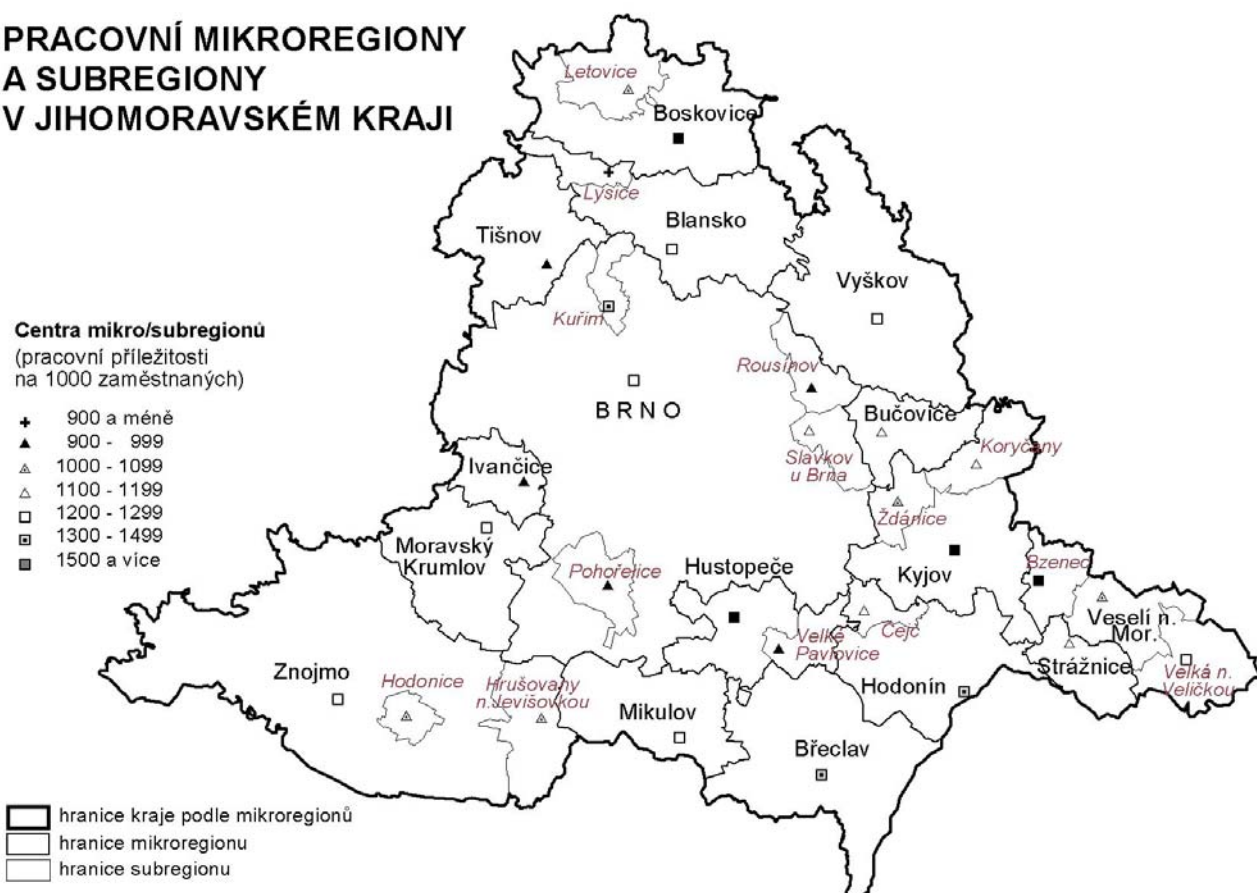 PRACOVNÍ MIKROREGIONY
A SUBREGIONY
V JIHOMORAVSKÉM KRAJI
Letovice
Boskovice
Lysice
Blansko
Tišnov
Vyškov
Kuřim
Centra mikro/subregionů
(pracovní příležitosti
na 1000 zaměstnaných)
900 a méně
900 - 999
1000 - 1099
1100 - 1199
1200 - 1299
1300 - 1499
1500 a více
Rousínov
BRNO
Bučovice
Slavkov
u Brna
Koryčany
Ivančice
Ždánice
Moravský
Krumlov
Pohořelice
Hustopeče
Kyjov
Bzenec
Čejč
Veselí n.
Mor.
Velké
Pavlovice
Strážnice
Velká n.
Veličkou
Znojmo
Hodonice
Hrušovany
n.Jevišovkou
Mikulov
Hodonín
Břeclav
hranice kraje podle mikroregionů
hranice mikroregionu
hranice subregionu